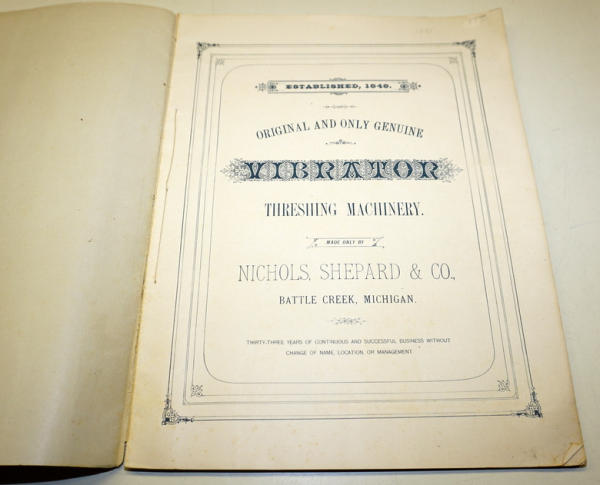 ESTABLISHED, 1848.
ORIGINAL AND ONLY GENUINE
VIBRATOR
THRESHING MACHINERY.
MADE ONLY BY
NICHOLS, SHEPARD & CO.,
BATTLE CREEK, MICHIGAN.
THIRTY-THREE YEARS OF CONTINUOUS AND SUCCESSFUL BUSINESS WITHOUT
CHANGE OF NAME, LOCATION, OR MANAGEMENT